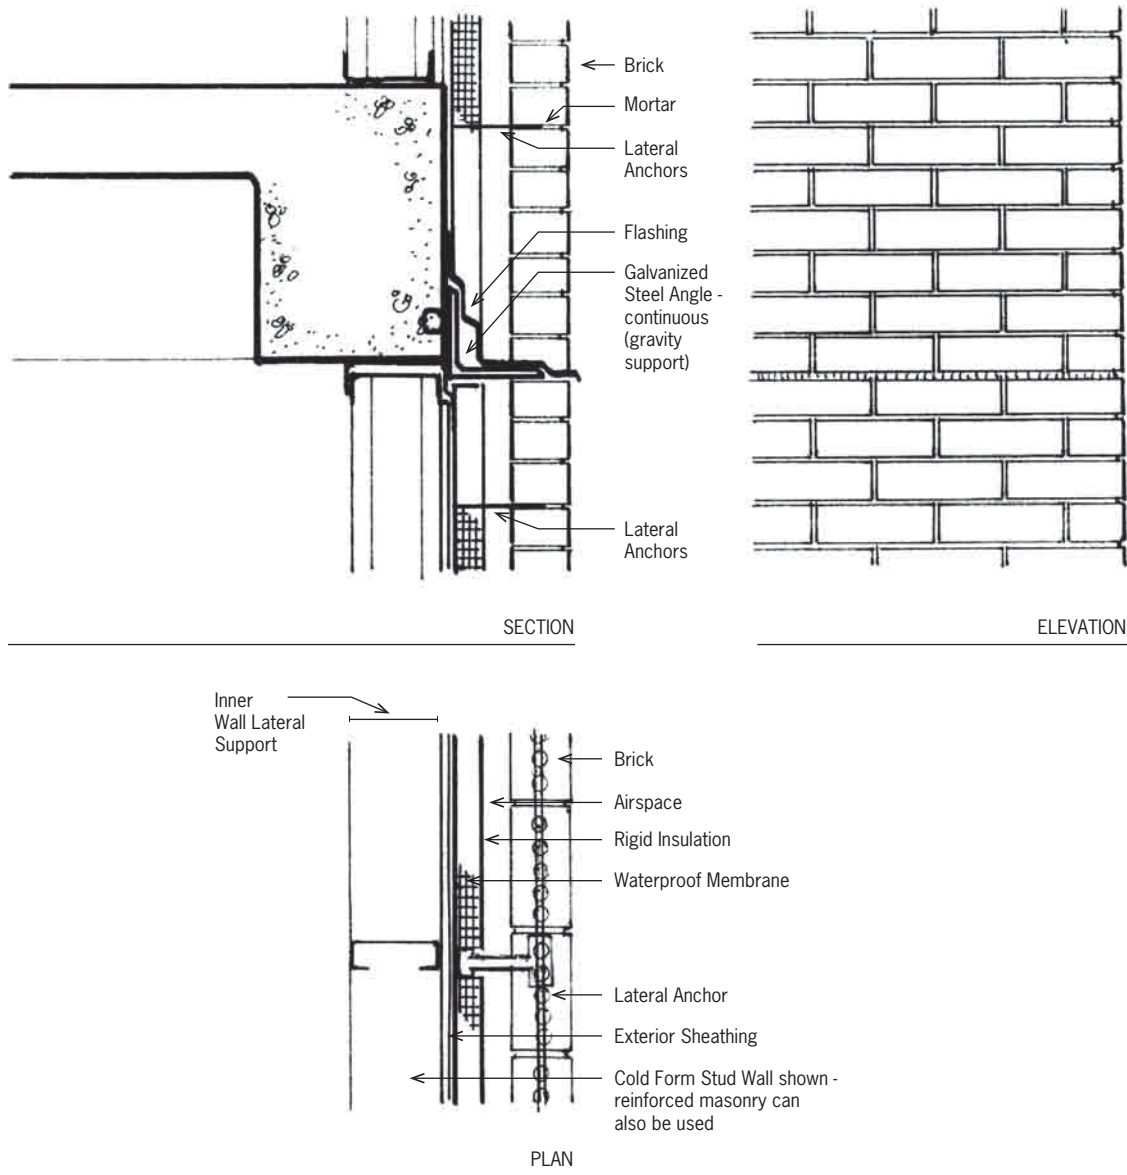 Brick
Mortar
Lateral
Anchors
Flashing
Galvanized
Steel Angle -
continuous
(gravity
support)
Lateral
Anchors
SECTION
ELEVATION
Inner
Wall Lateral
Support
Brick
Airspace
Rigid Insulation
Waterproof Membrane
Lateral Anchor
Exterior Sheathing
Cold Form Stud Wall shown -
reinforced masonry can
also be used
PLAN